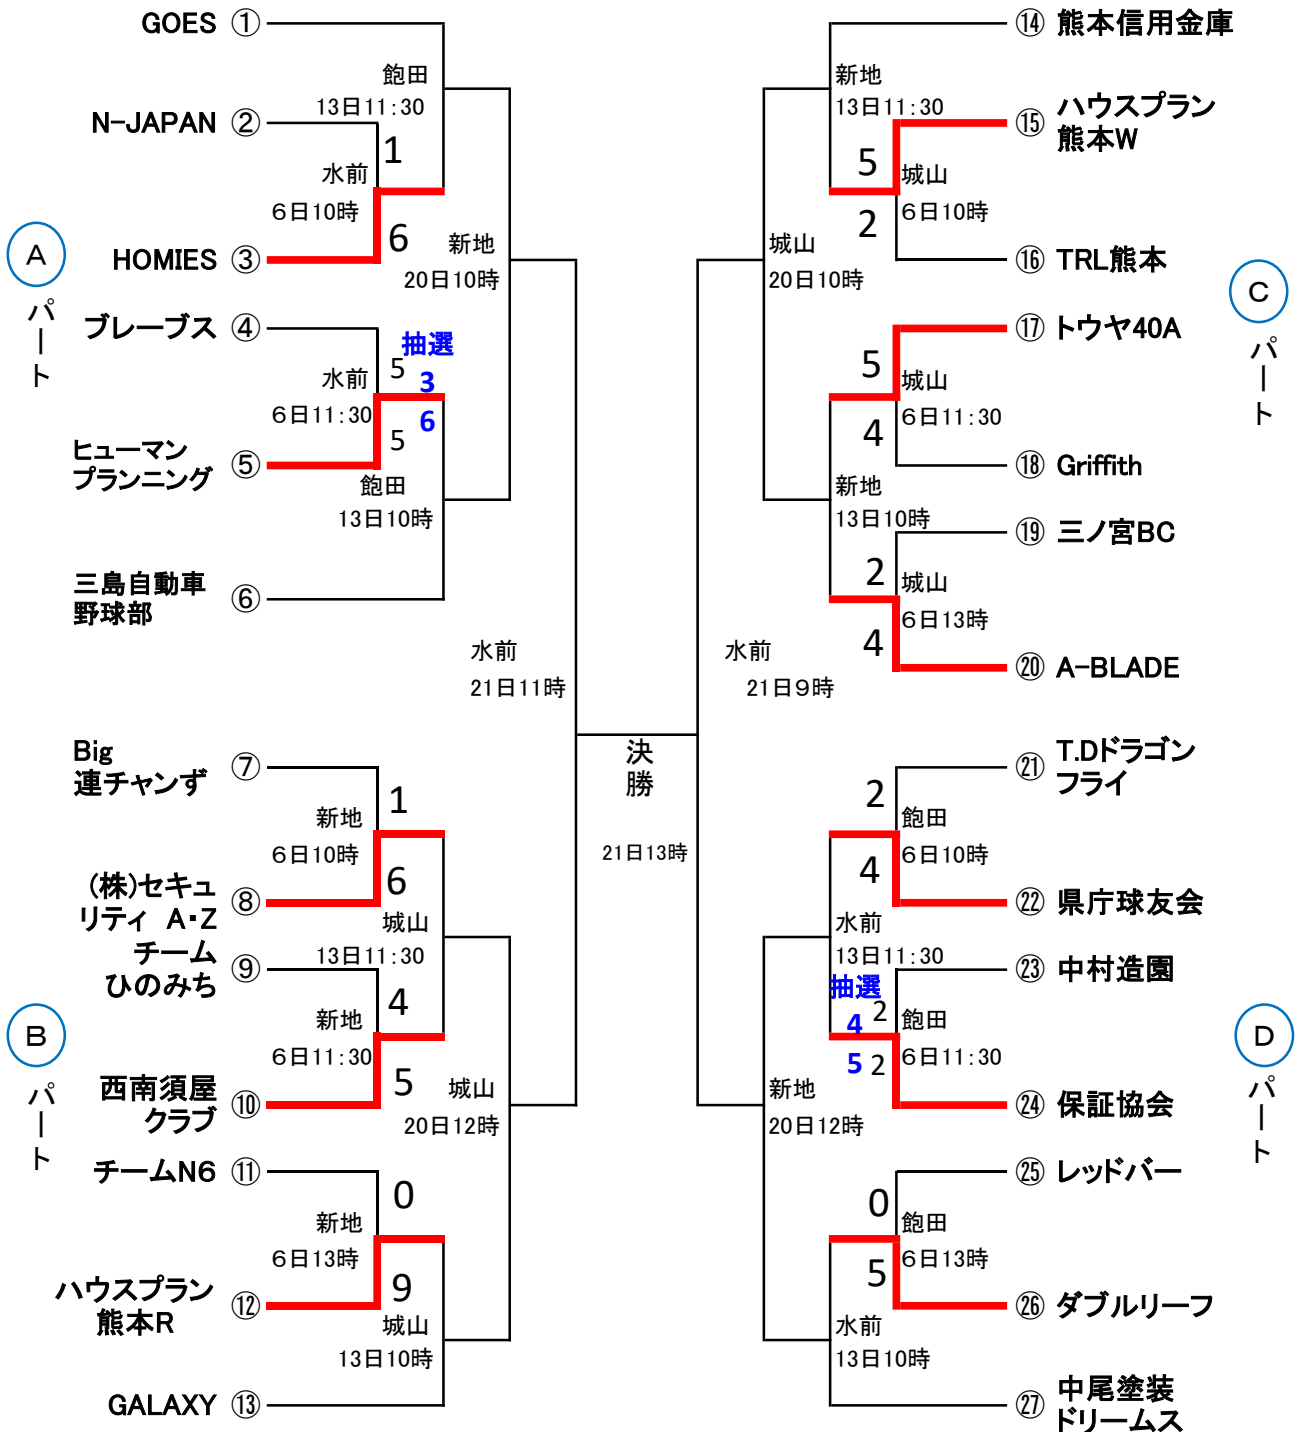 GOES ①
飽田
13日11:30
N-JAPAN ②
1
水前
6日10時
6
HOMIES ③
新地
20日10時
A
パート
ブレーブス ④
抽選
5
3
水前
6日11:30
6
5
ヒューマン
プランニング ⑤
飽田
13日10時
三島自動車
野球部 ⑥
水前
21日11時
Big
連チャンず ⑦
1
新地
6日10時
6
(株)セキュ
リティ A・Z ⑧
城山
13日11:30
チーム
ひのみち ⑨
4
新地
6日11:30
5
B
パート
西南須屋
クラブ ⑩
城山
20日12時
チームN6 ⑪
0
新地
6日13時
9
ハウスプラン
熊本R ⑫
城山
13日10時
GALAXY ⑬
決勝
21日13時
⑭ 熊本信用金庫
新地
13日11:30
⑮ ハウスプラン
熊本W
5
城山
6日10時
2
城山
20日10時
⑯ TRL熊本
C
パート
⑰ トウヤ40A
5
城山
6日11:30
4
⑱ Griffith
新地
13日10時
⑲ 三ノ宮BC
2
城山
6日13時
4
⑳ A-BLADE
水前
21日9時
㉑ T.Dドラゴン
フライ
2
飽田
6日10時
4
㉒ 県庁球友会
水前
13日11:30
㉓ 中村造園
抽選
4 2
飽田
6日11:30
5 2
D
パート
新地
20日12時
㉔ 保証協会
㉕ レッドバー
0
飽田
6日13時
5
㉖ ダブルリーフ
水前
13日10時
㉗ 中尾塗装
ドリームス